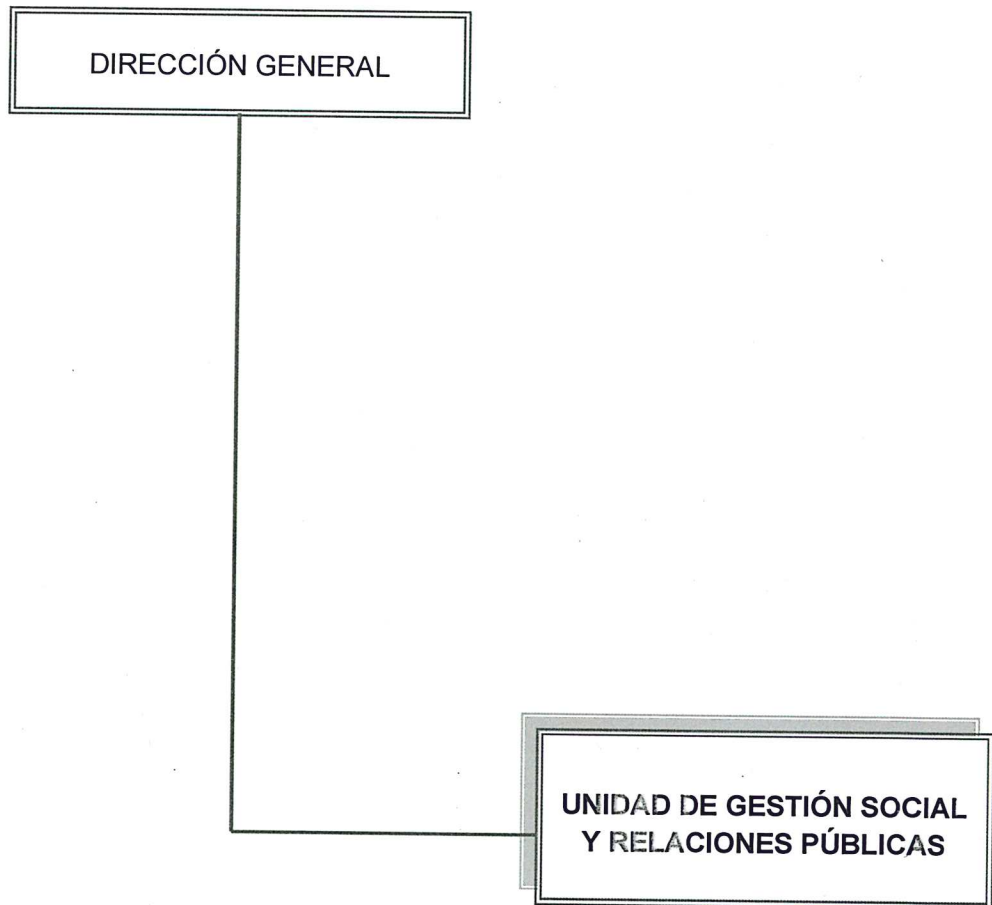 DIRECCIÓN GENERAL
UNIDAD DE GESTIÓN SOCIAL
Y RELACIONES PÚBLICAS